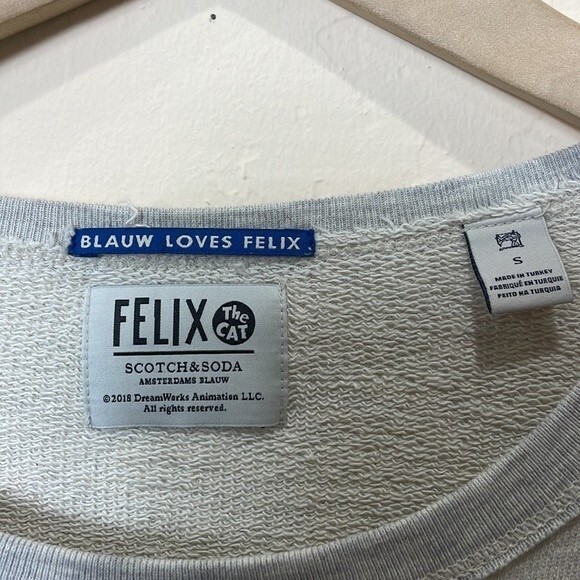 BLAUW LOVES FELIX.
FELIX The CAT
SCOTCH&SODA
AMSTERDAMS BLAUW
©2018 DreamWorks Animation LLC.
All rights reserved.
S
MADE IN TURKEY
FABRIQUÉ EN TURQUIE
FEITO NA TURQUIA